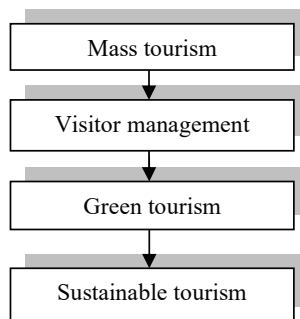 Mass tourism
Visitor management
Green tourism
Sustainable tourism